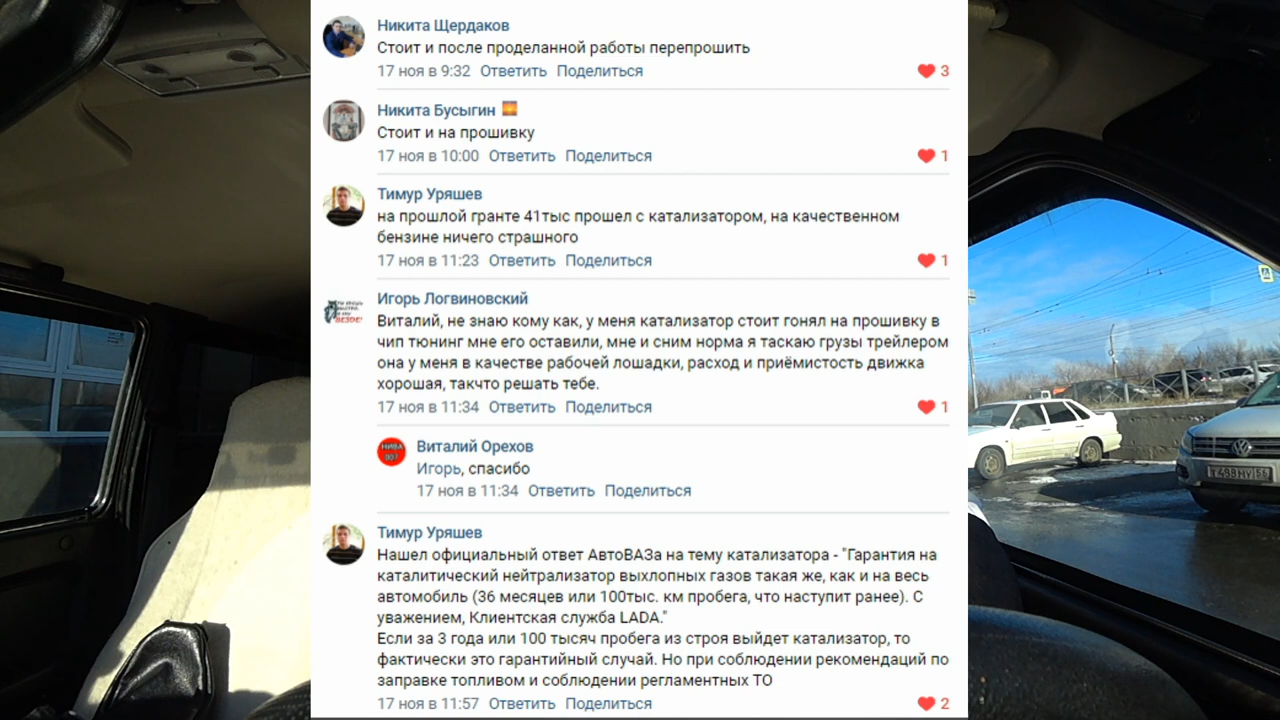 Никита Щердаков
Стоит и после проделанной работы перепрошить
17 ноя в 9:32 Ответить Поделиться
3
Никита Бусыгин
Стоит и на прошивку
17 ноя в 10:00 Ответить Поделиться
1
Тимур Уряшев
на прошлой гранте 41тыс прошел с катализатором, на качественном
бензине ничего страшного
17 ноя в 11:23 Ответить Поделиться
1
Игорь Логвиновский
Виталий, не знаю кому как, у меня катализатор стоит гонял на прошивку в
чип тюнинг мне его оставили, мне и сним норма я таскаю грузы трейлером
она у меня в качестве рабочей лошадки, расход и приёмистость движка
хорошая, такчто решать тебе.
17 ноя в 11:34 Ответить Поделиться
1
Виталий Орехов
Игорь, спасибо
17 ноя в 11:34 Ответить Поделиться
Тимур Уряшев
Нашел официальный ответ АвтоВАЗа на тему катализатора - "Гарантия на
каталитический нейтрализатор выхлопных газов такая же, как и на весь
автомобиль (36 месяцев или 100тыс. км пробега, что наступит ранее). С
уважением, Клиентская служба LADA."
Если за 3 года или 100 тысяч пробега из строя выйдет катализатор, то
фактически это гарантийный случай. Но при соблюдении рекомендаций по
заправке топливом и соблюдении регламентных ТО
17 ноя в 11:57 Ответить Поделиться
2